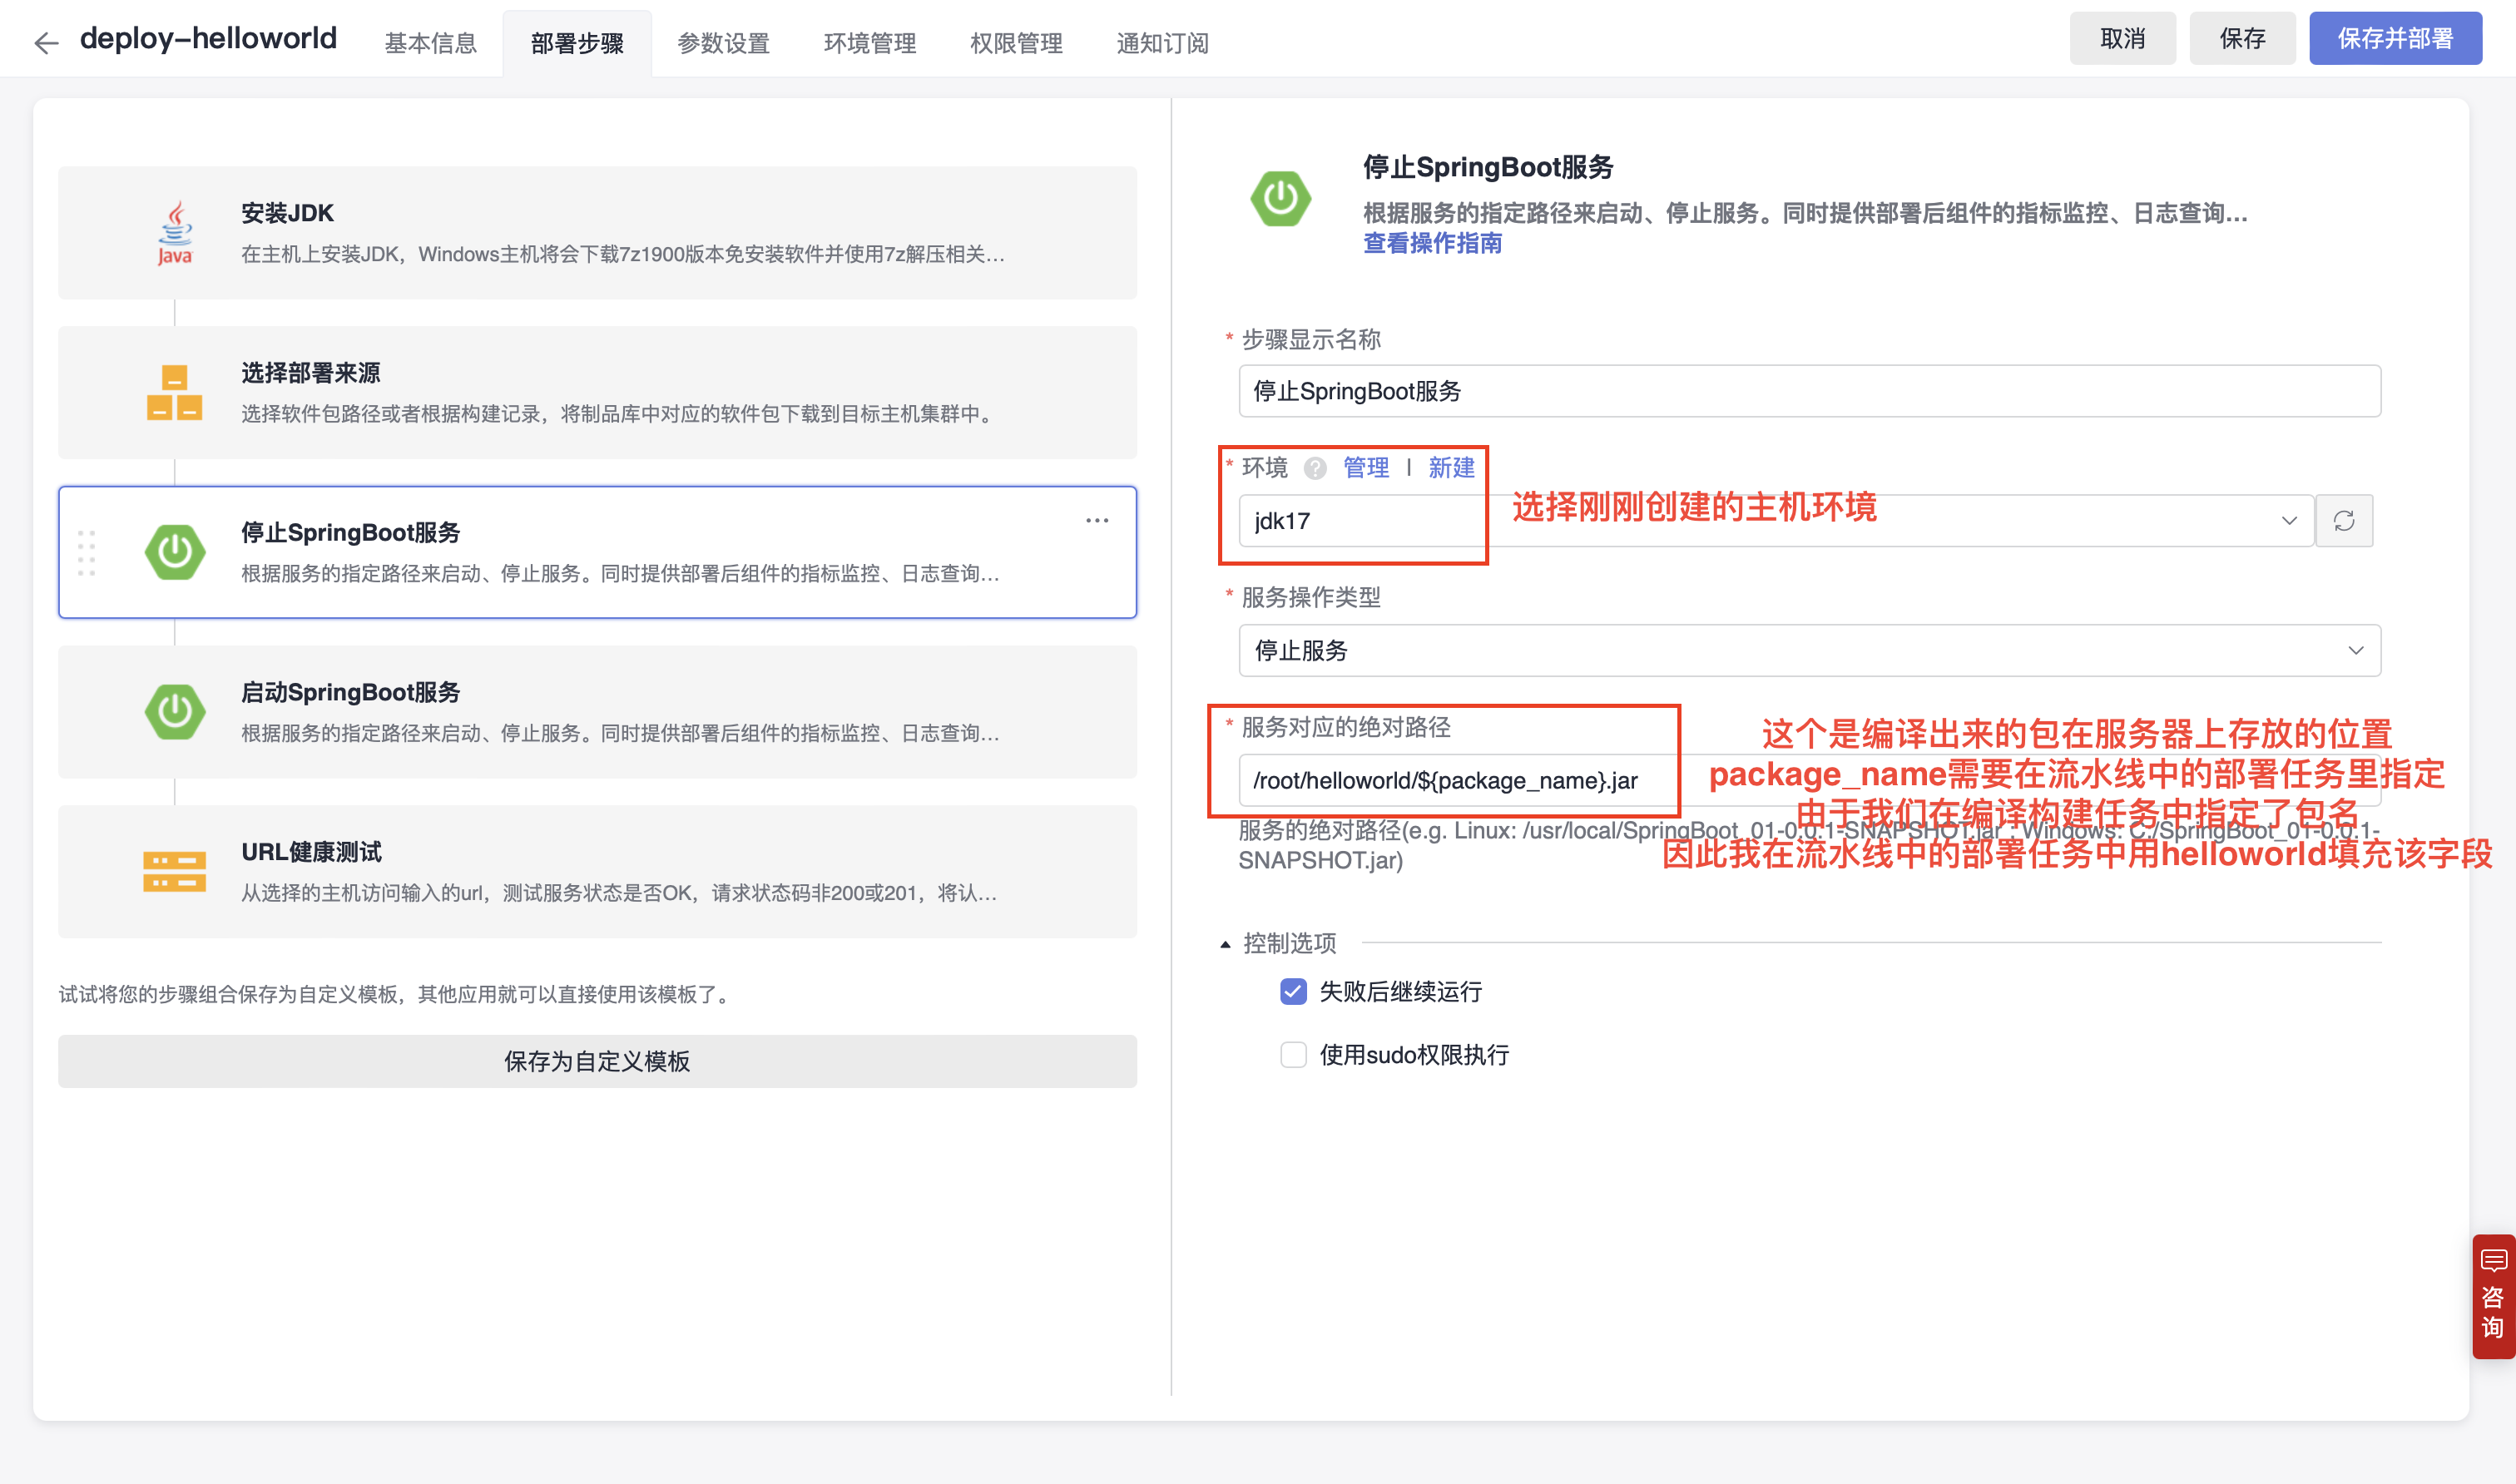 deploy-helloworld
基本信息
部署步骤
参数设置
环境管理
权限管理
通知订阅
取消
保存
保存并部署
Java
安装JDK
在主机上安装JDK，Windows主机将会下载7z1900版本免安装软件并使用7z解压相关...
选择部署来源
选择软件包路径或者根据构建记录，将制品库中对应的软件包下载到目标主机集群中。
停止SpringBoot服务
根据服务的指定路径来启动、停止服务。同时提供部署后组件的指标监控、日志查询...
启动SpringBoot服务
根据服务的指定路径来启动、停止服务。同时提供部署后组件的指标监控、日志查询...
URL健康测试
从选择的主机访问输入的url，测试服务状态是否OK，请求状态码非200或201，将认...
试试将您的步骤组合保存为自定义模板，其他应用就可以直接使用该模板了。
保存为自定义模板
停止SpringBoot服务
根据服务的指定路径来启动、停止服务。同时提供部署后组件的指标监控、日志查询...
查看操作指南
* 步骤显示名称
停止SpringBoot服务
* 环境 ? 管理 | 新建
jdk17
选择刚刚创建的主机环境
* 服务操作类型
停止服务
* 服务对应的绝对路径
/root/helloworld/${package_name}.jar
这个是编译出来的包在服务器上存放的位置
package_name需要在流水线中的部署任务里指定
由于我们在编译构建任务中指定了包名
因此我在流水线中的部署任务中用helloworld填充该字段
服务的绝对路径(e.g. Linux: /usr/local/SpringBoot_01-0.0.1-SNAPSHOT.jar ; Windows: C:/SpringBoot_01-0.0.1-
SNAPSHOT.jar)
控制选项
失败后继续运行
使用sudo权限执行
咨询